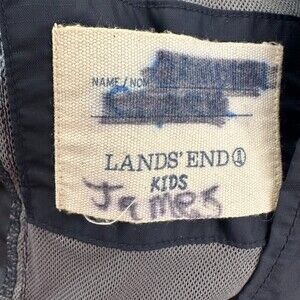 NAME/NOM
LANDS' END
KIDS
James